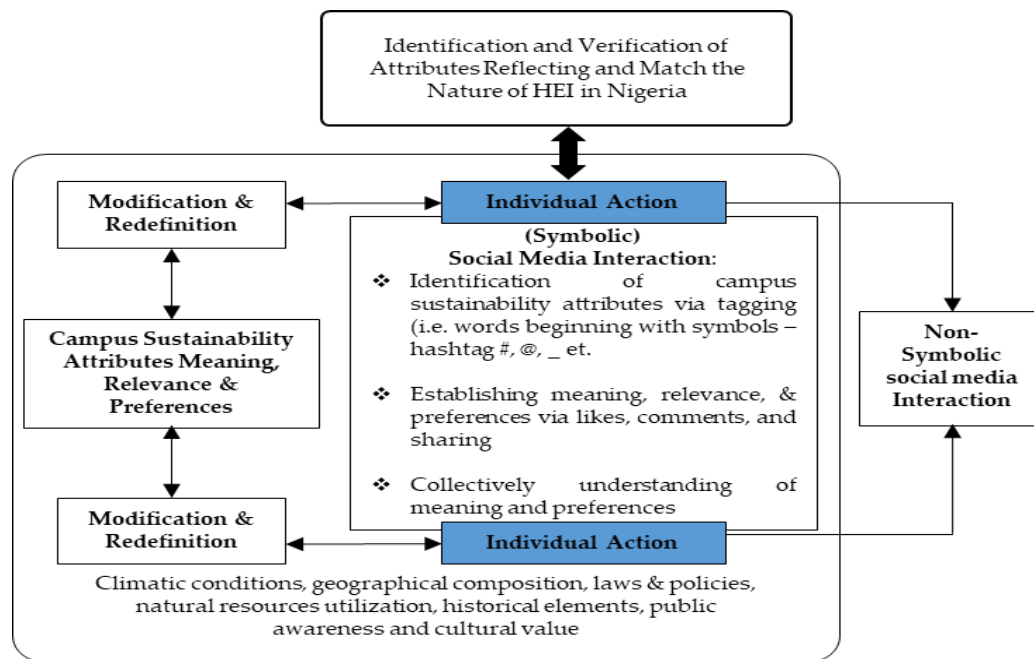 Identification and Verification of
Attributes Reflecting and Match the
Nature of HEI in Nigeria
Modification &
Redefinition
Individual Action
(Symbolic)
Social Media Interaction:
❖ Identification of campus
sustainability attributes via tagging
(i.e. words beginning with symbols –
hashtag #, @, _ et.
❖ Establishing meaning, relevance, &
preferences via likes, comments, and
sharing
❖ Collectively understanding of
meaning and preferences
Campus Sustainability
Attributes Meaning,
Relevance &
Preferences
Non-
Symbolic
social media
Interaction
Modification &
Redefinition
Individual Action
Climatic conditions, geographical composition, laws & policies,
natural resources utilization, historical elements, public
awareness and cultural value